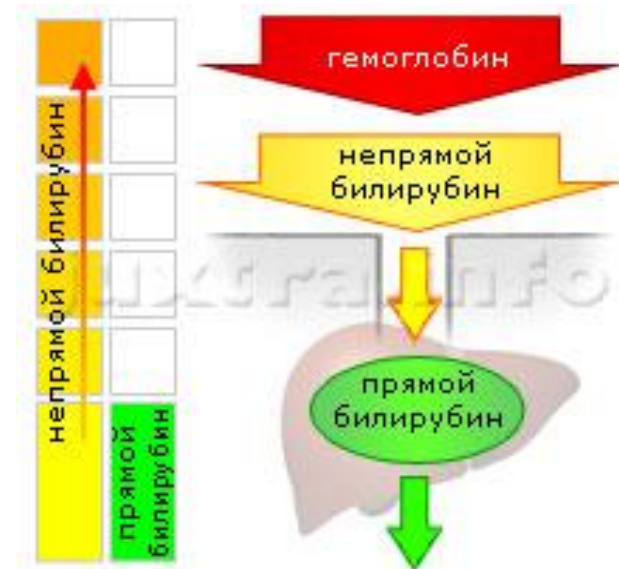 непрямой билирубин
прямой
билирубин
гемоглобин
непрямой
билирубин
прямой
билирубин